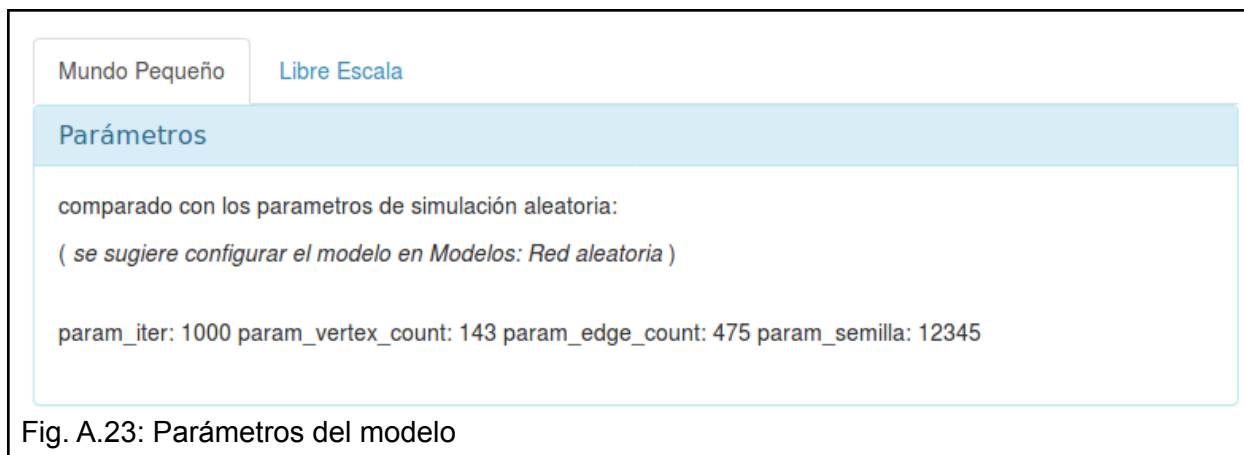 Mundo Pequeño Libre Escala
Parámetros
comparado con los parametros de simulación aleatoria:
( se sugiere configurar el modelo en Modelos: Red aleatoria )
param_iter: 1000 param_vertex_count: 143 param_edge_count: 475 param_semilla: 12345
Fig. A.23: Parámetros del modelo